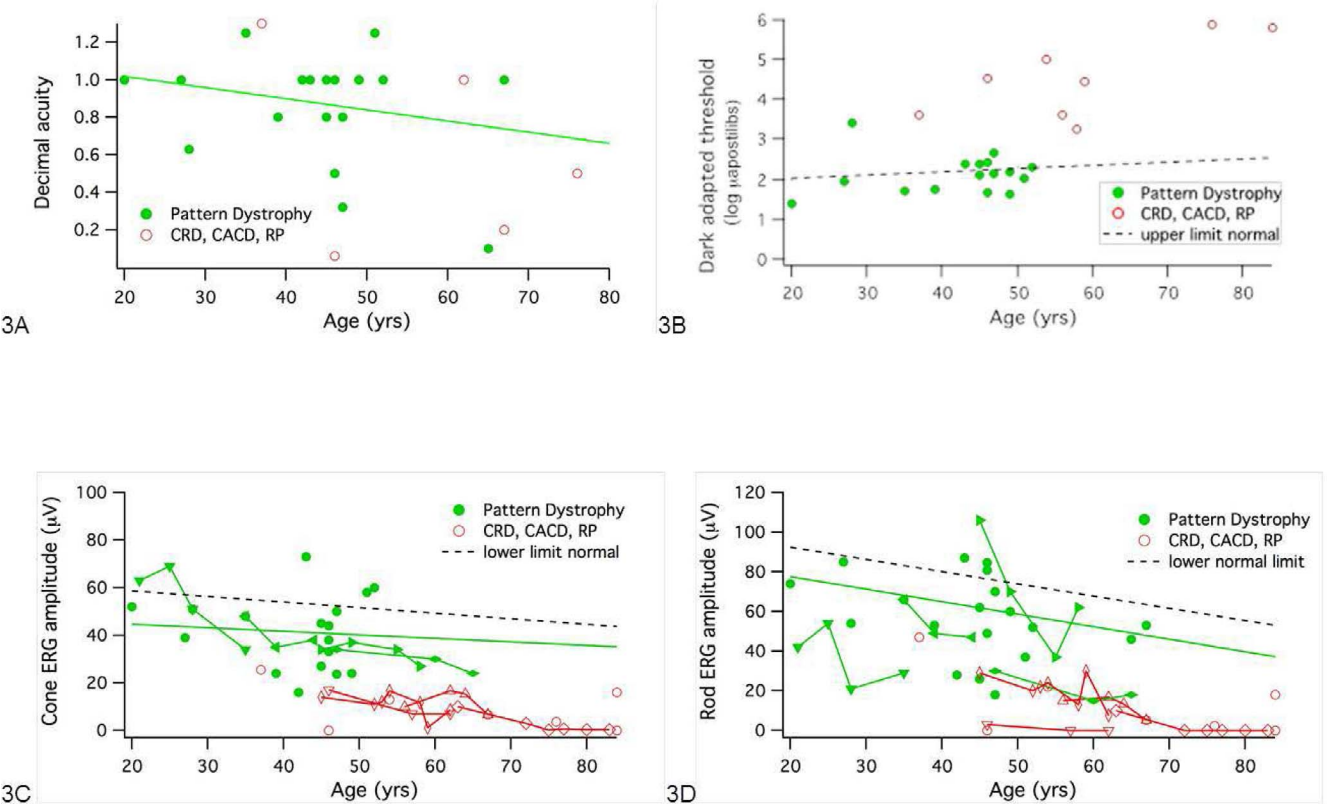 1.2
1.0
0.8
0.6
0.4
0.2
Decimal acuity
Pattern Dystrophy
CRD, CACD, RP
20 30 40 50 60 70 80
Age (yrs)
3A
6
5
4
3
2
1
0
Dark adapted threshold
(log µapostilibs)
Pattern Dystrophy
CRD, CACD, RP
upper limit normal
20 30 40 50 60 70 80
Age (yrs)
3B
100
80
60
40
20
0
Cone ERG amplitude (µV)
Pattern Dystrophy
CRD, CACD, RP
lower limit normal
20 30 40 50 60 70 80
Age (yrs)
3C
120
100
80
60
40
20
0
Rod ERG amplitude (µV)
Pattern Dystrophy
CRD, CACD, RP
lower normal limit
20 30 40 50 60 70 80
Age (yrs)
3D